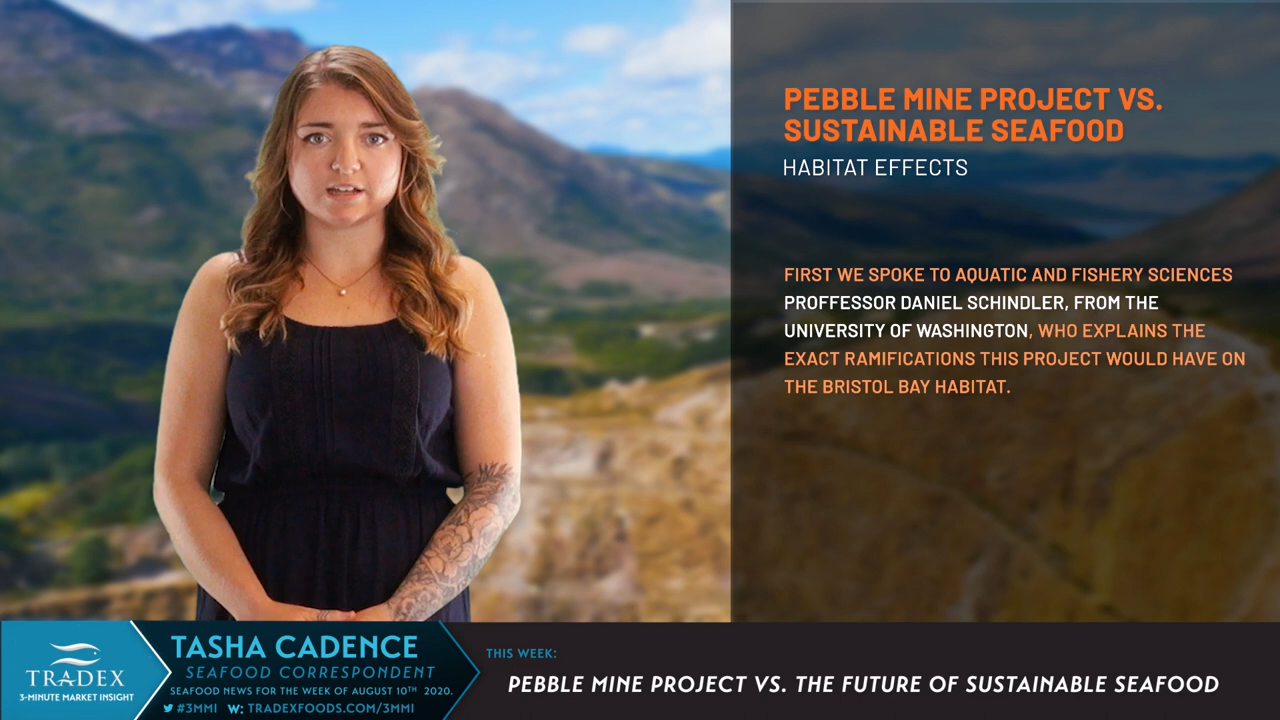 PEBBLE MINE PROJECT VS.
SUSTAINABLE SEAFOOD
HABITAT EFFECTS
FIRST WE SPOKE TO AQUATIC AND FISHERY SCIENCES
PROFFESSOR DANIEL SCHINDLER, FROM THE
UNIVERSITY OF WASHINGTON, WHO EXPLAINS THE
EXACT RAMIFICATIONS THIS PROJECT WOULD HAVE ON
THE BRISTOL BAY HABITAT.
TRADEX
3-MINUTE MARKET INSIGHT
TASHA CADENCE
SEAFOOD CORRESPONDENT
SEAFOOD NEWS FOR THE WEEK OF AUGUST 10TH 2020.
#3MMI W: TRADEXFOODS.COM/3MMI
THIS WEEK:
PEBBLE MINE PROJECT VS. THE FUTURE OF SUSTAINABLE SEAFOOD